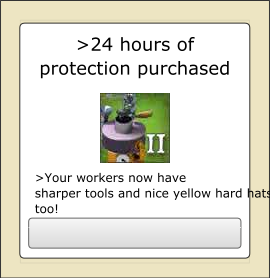 >24 hours of
protection purchased
II
>Your workers now have
sharper tools and nice yellow hard hats
too!